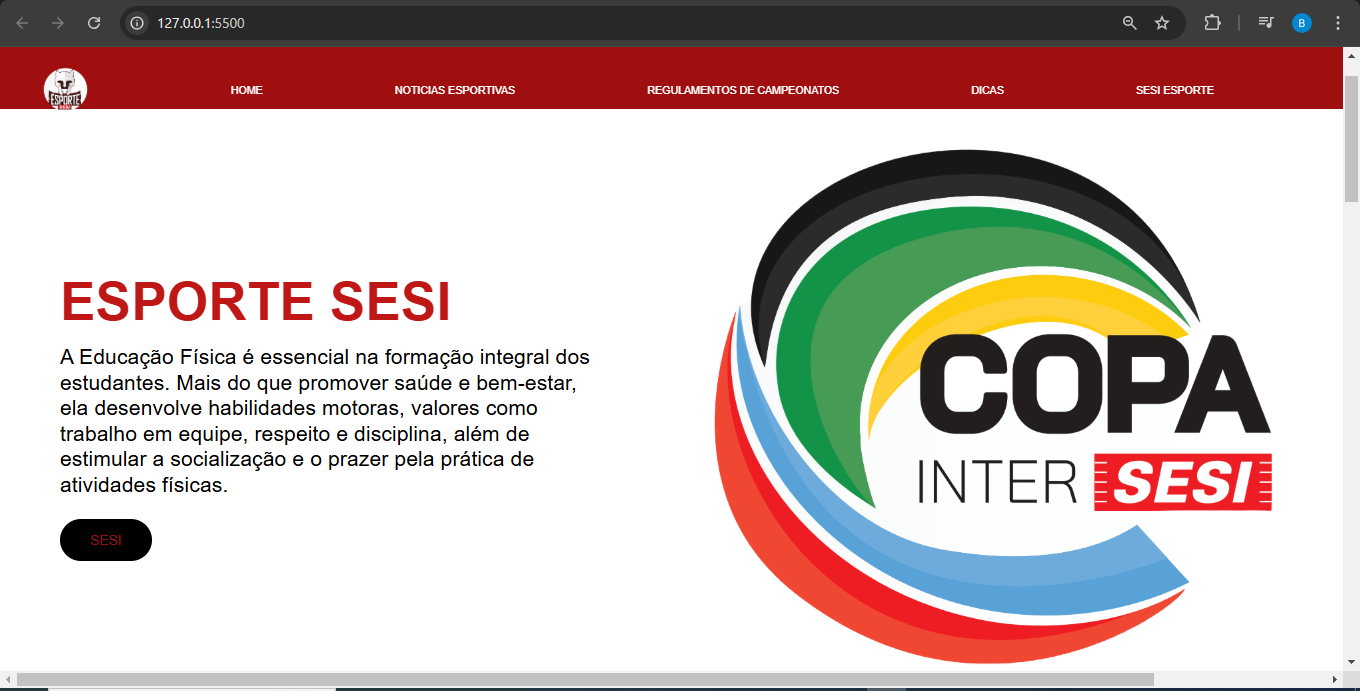 127.0.0.1:5500
B
ESPORTE
SESI
HOME
NOTICIAS ESPORTIVAS
REGULAMENTOS DE CAMPEONATOS
DICAS
SESI ESPORTE
ESPORTE SESI
A Educação Física é essencial na formação integral dos
estudantes. Mais do que promover saúde e bem-estar,
ela desenvolve habilidades motoras, valores como
trabalho em equipe, respeito e disciplina, além de
estimular a socialização e o prazer pela prática de
atividades físicas.
SESI
COPA
INTER SESI